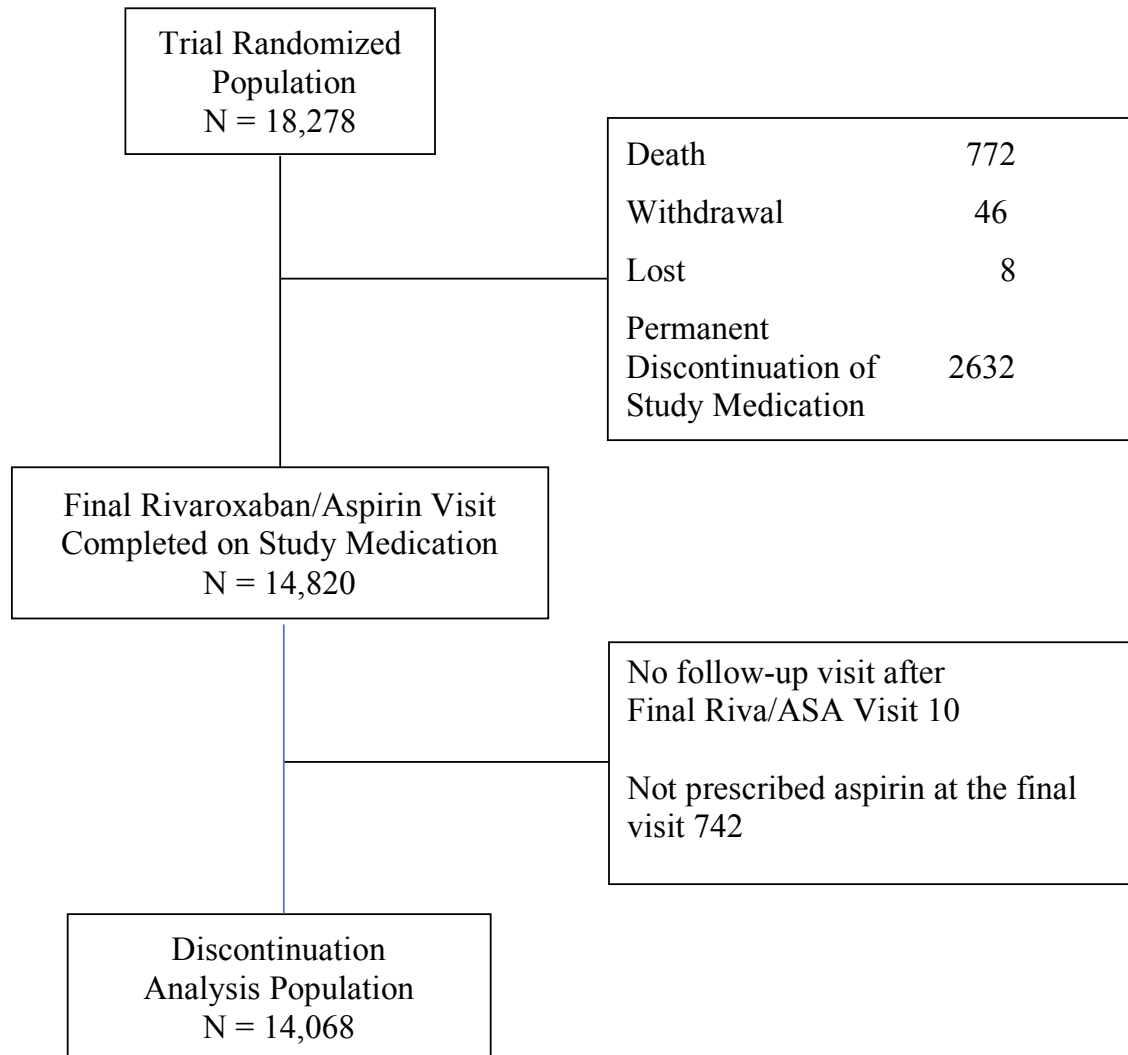 Trial Randomized
Population
N = 18,278
Death 772
Withdrawal 46
Lost 8
Permanent
Discontinuation of 2632
Study Medication
Final Rivaroxaban/Aspirin Visit
Completed on Study Medication
N = 14,820
No follow-up visit after
Final Riva/ASA Visit 10
Not prescribed aspirin at the final
visit 742
Discontinuation
Analysis Population
N = 14,068